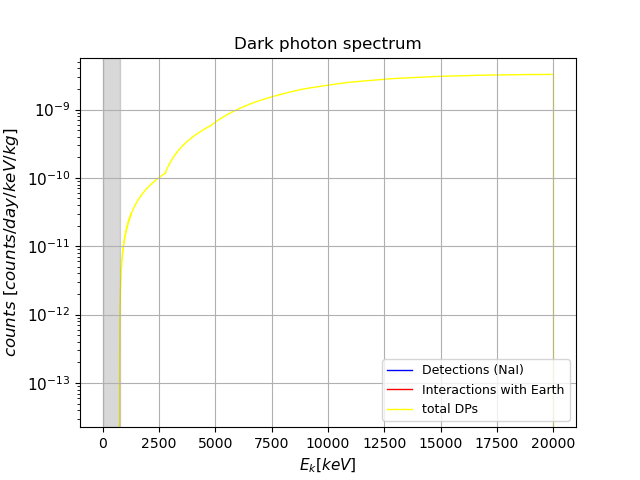 Dark photon spectrum
counts [counts/day/keV/kg]
10⁻⁹
10⁻¹⁰
10⁻¹¹
10⁻¹²
10⁻¹³
Detections (NaI)
Interactions with Earth
total DPs
0 2500 5000 7500 10000 12500 15000 17500 20000
Eₖ[keV]